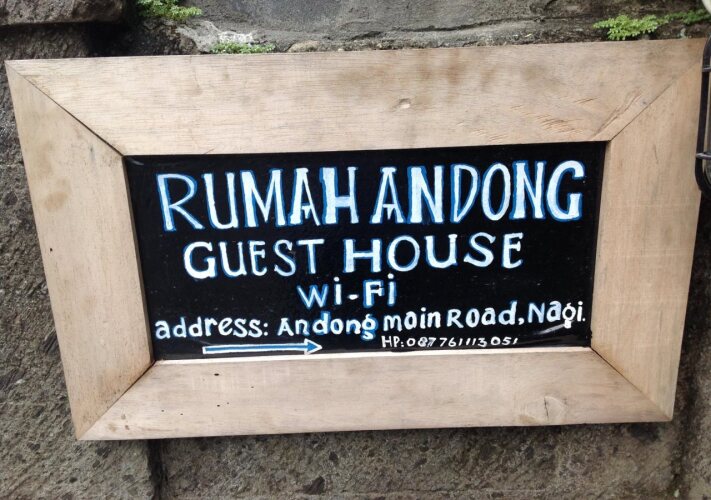 RUMAH ANDONG
GUEST HOUSE
Wi-Fi
address: Andong main Road, Nagi.
HP: 087761113051